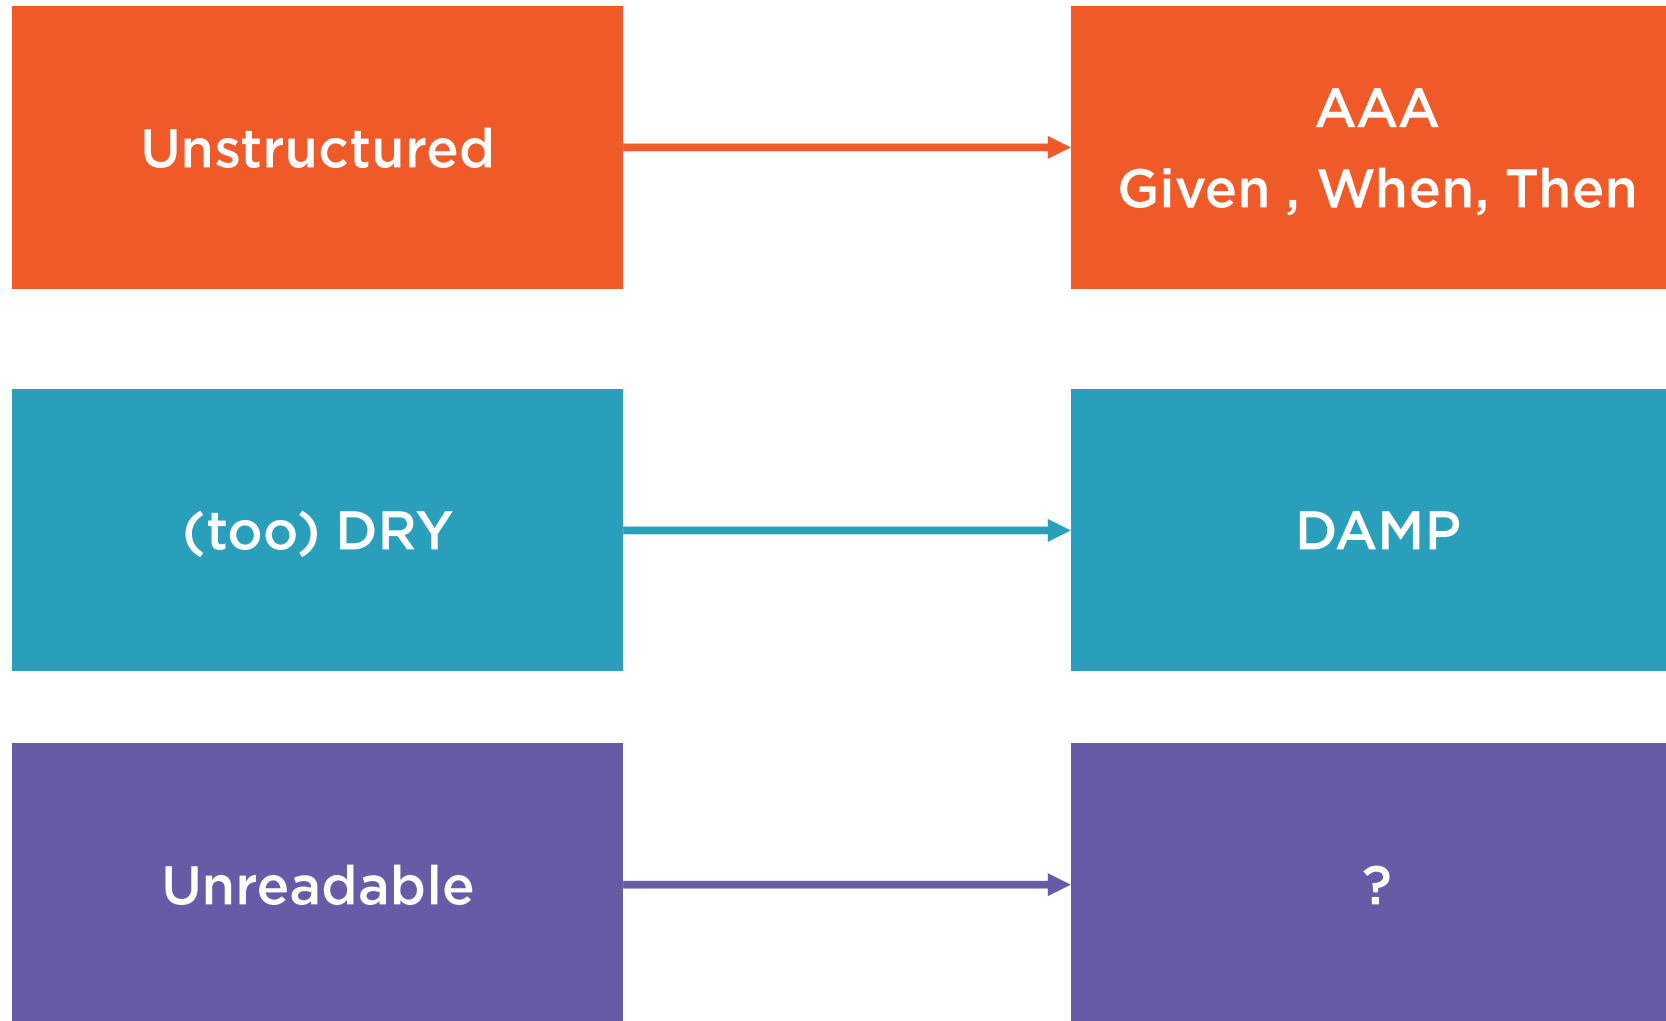 Unstructured
AAA
Given , When, Then
(too) DRY
DAMP
Unreadable
?